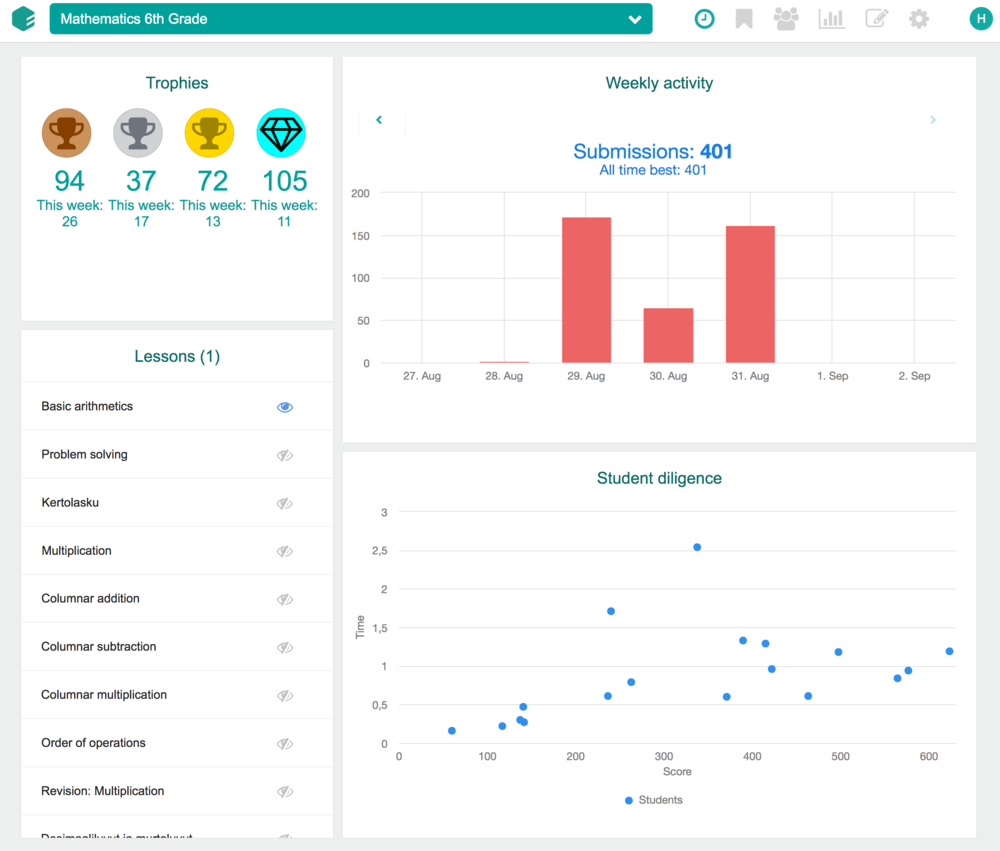 Mathematics 6th Grade
H
Trophies
94 37 72 105
This week: This week: This week: This week:
26 17 13 11
Weekly activity
Submissions: 401
All time best: 401
200
150
100
50
0
27. Aug 28. Aug 29. Aug 30. Aug 31. Aug 1. Sep 2. Sep
Lessons (1)
Basic arithmetics
Problem solving
Kertolasku
Multiplication
Columnar addition
Columnar subtraction
Columnar multiplication
Order of operations
Revision: Multiplication
Student diligence
3
2,5
2
1,5
1
0,5
0
Time
0 100 200 300 400 500 600
Score
Students